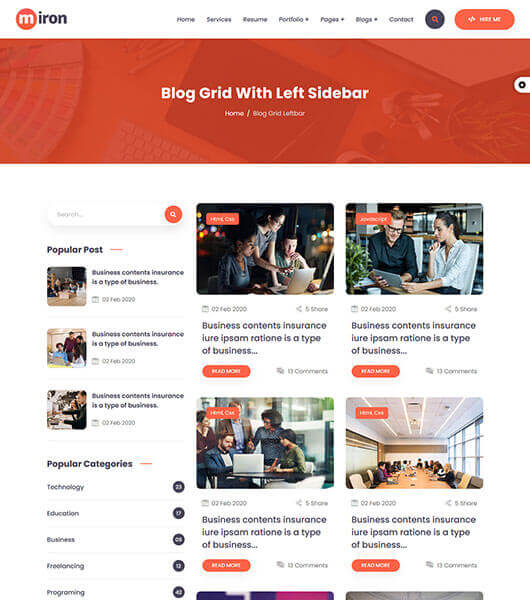 miron
Home Services Resume Portfolio + Pages + Blogs + Contact HIRE ME
Blog Grid With Left Sidebar
Home / Blog Grid Leftbar
Search...
Popular Post
Business contents insurance
is a type of business.
02 Feb 2020
Business contents insurance
is a type of business.
02 Feb 2020
Business contents insurance
is a type of business.
02 Feb 2020
Popular Categories
Technology 23
Education 17
Business 05
Freelancing 12
Programing 42
Html, Css
02 Feb 2020 5 Share
Business contents insurance
iure ipsam ratione is a type
of business...
READ MORE 13 Comments
Javascript
02 Feb 2020 5 Share
Business contents insurance
iure ipsam ratione is a type
of business...
READ MORE 13 Comments
Html, Css
02 Feb 2020 5 Share
Business contents insurance
iure ipsam ratione is a type
of business...
READ MORE 13 Comments
Html, Css
02 Feb 2020 5 Share
Business contents insurance
iure ipsam ratione is a type
of business...
READ MORE 13 Comments